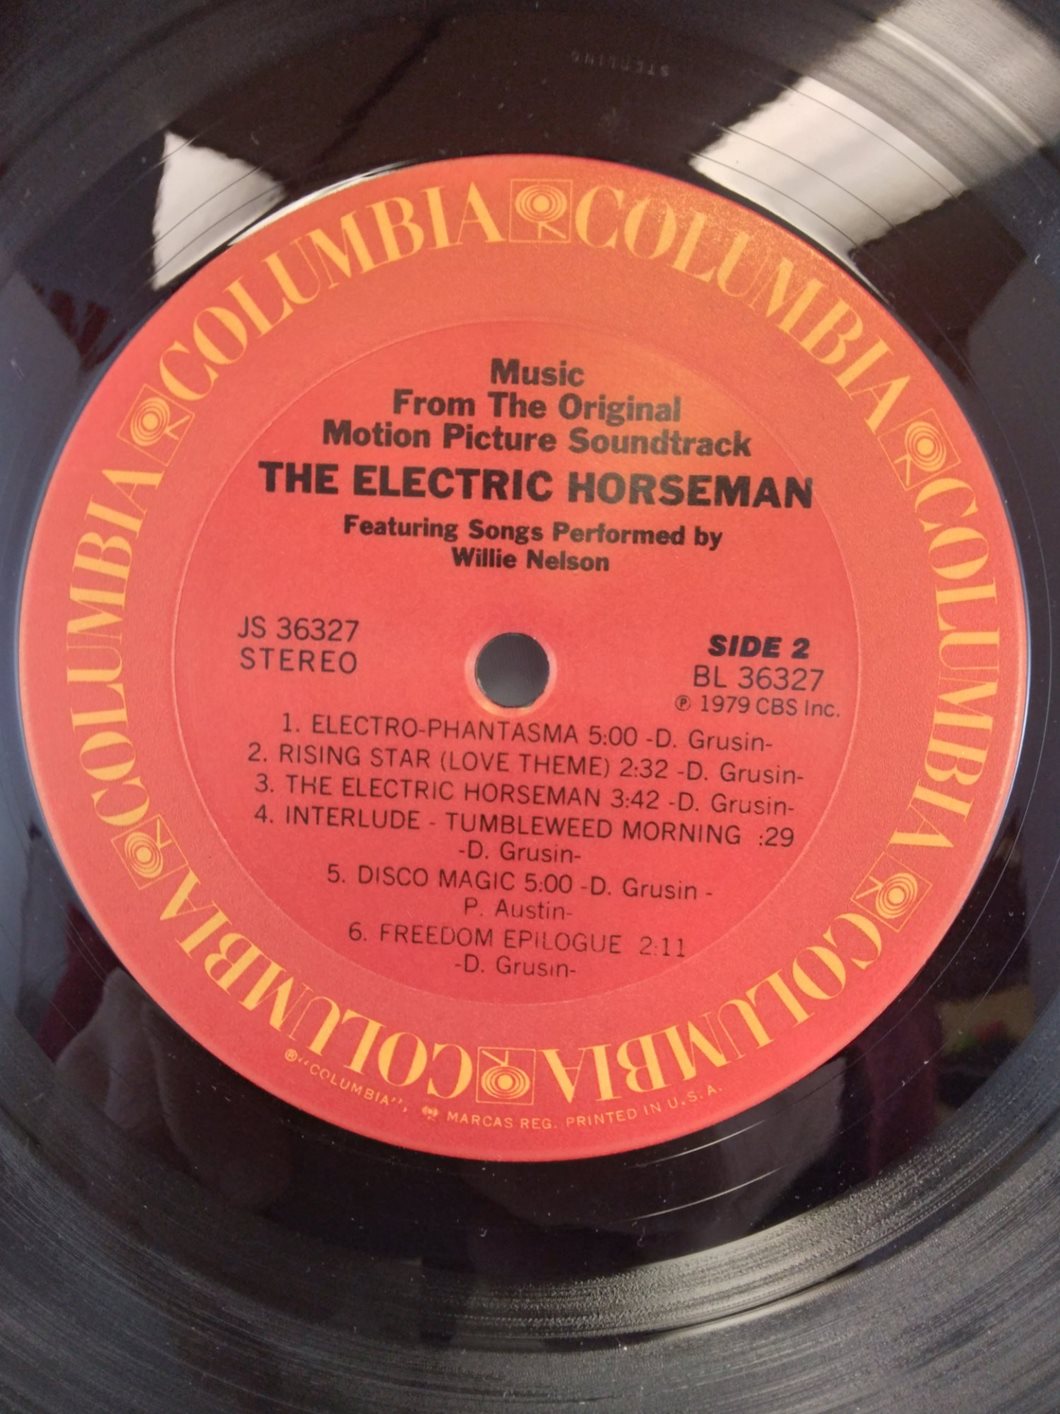 STERLING
COLUMBIA COLUMBIA COLUMBIA COLUMBIA COLUMBIA COLUMBIA
Music
From The Original
Motion Picture Soundtrack
THE ELECTRIC HORSEMAN
Featuring Songs Performed by
Willie Nelson
JS 36327
STEREO
SIDE 2
BL 36327
℗ 1979 CBS Inc.
1. ELECTRO-PHANTASMA 5:00 -D. Grusin-
2. RISING STAR (LOVE THEME) 2:32 -D. Grusin-
3. THE ELECTRIC HORSEMAN 3:42 -D. Grusin-
4. INTERLUDE - TUMBLEWEED MORNING :29
-D. Grusin-
5. DISCO MAGIC 5:00 -D. Grusin -
P. Austin-
6. FREEDOM EPILOGUE 2:11
-D. Grusin-
®"COLUMBIA", MARCAS REG. PRINTED IN U.S.A.